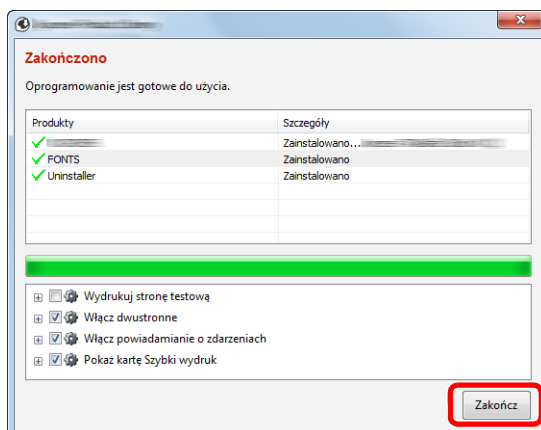 Zakończono
Oprogramowanie jest gotowe do użycia.
Produkty Szczegóły
Zainstalowano...
FONTS Zainstalowano
Uninstaller Zainstalowano
Wydrukuj stronę testową
Włącz dwustronne
Włącz powiadamianie o zdarzeniach
Pokaż kartę Szybki wydruk
Zakończ